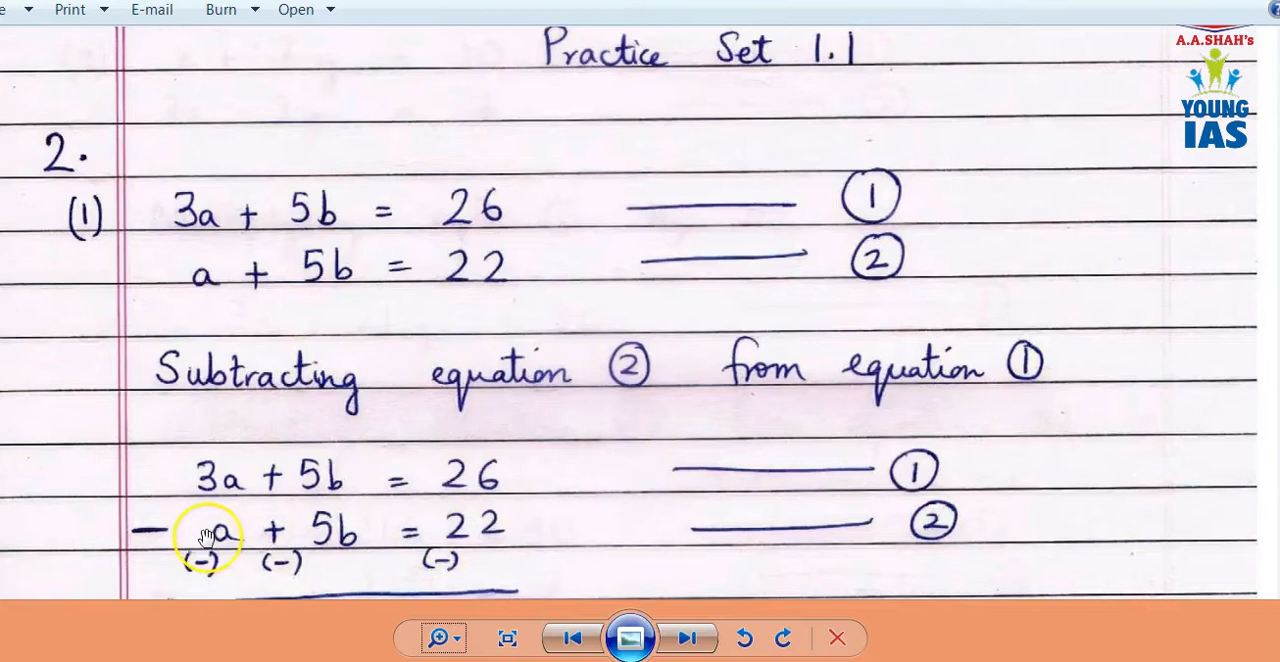 Print Burn Open E-mail
Practice Set 1.1
A.A.SHAH's
YOUNG
IAS
2.
(1) 3a + 5b = 26 ——— ①
a + 5b = 22 ——— ②
Subtracting equation ② from equation ①
3a + 5b = 26 ——— ①
— a + 5b = 22 ——— ②
(-) (-) (-)